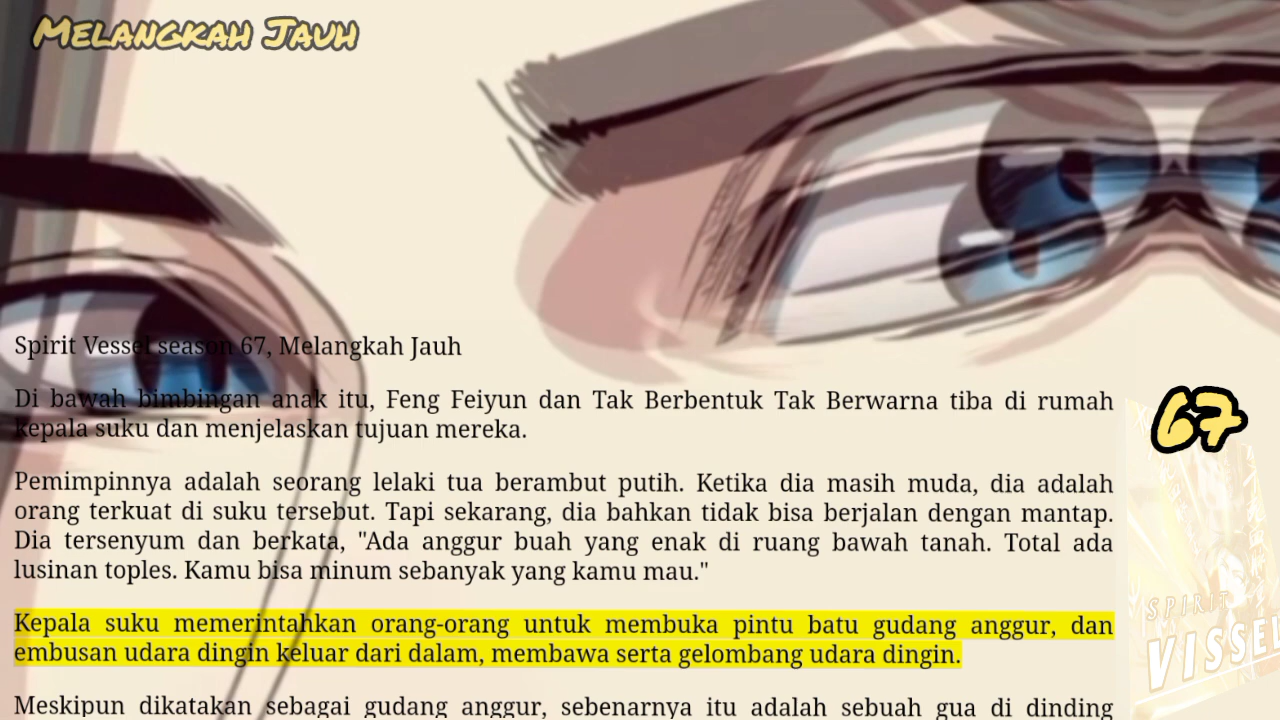 Melangkah Jauh
Spirit Vessel season 67, Melangkah Jauh
Di bawah bimbingan anak itu, Feng Feiyun dan Tak Berbentuk Tak Berwarna tiba di rumah
kepala suku dan menjelaskan tujuan mereka.
67
Pemimpinnya adalah seorang lelaki tua berambut putih. Ketika dia masih muda, dia adalah
orang terkuat di suku tersebut. Tapi sekarang, dia bahkan tidak bisa berjalan dengan mantap.
Dia tersenyum dan berkata, "Ada anggur buah yang enak di ruang bawah tanah. Total ada
lusinan toples. Kamu bisa minum sebanyak yang kamu mau."
Kepala suku memerintahkan orang-orang untuk membuka pintu batu gudang anggur, dan
embusan udara dingin keluar dari dalam, membawa serta gelombang udara dingin.
SPIRIT
VISSEL
Meskipun dikatakan sebagai gudang anggur, sebenarnya itu adalah sebuah gua di dinding